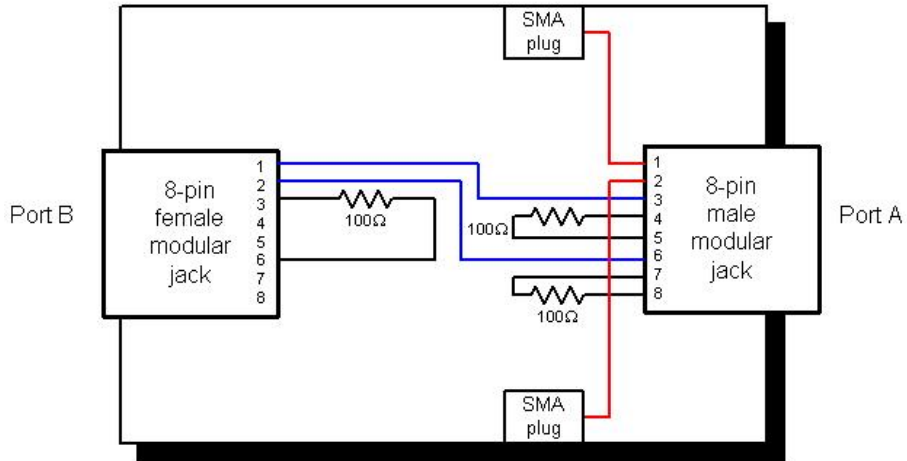 SMA
plug
Port B
8-pin
female
modular
jack
1
2
3
4
5
6
7
8
100Ω
100Ω
100Ω
1
2
3
4
5
6
7
8
8-pin
male
modular
jack
Port A
SMA
plug